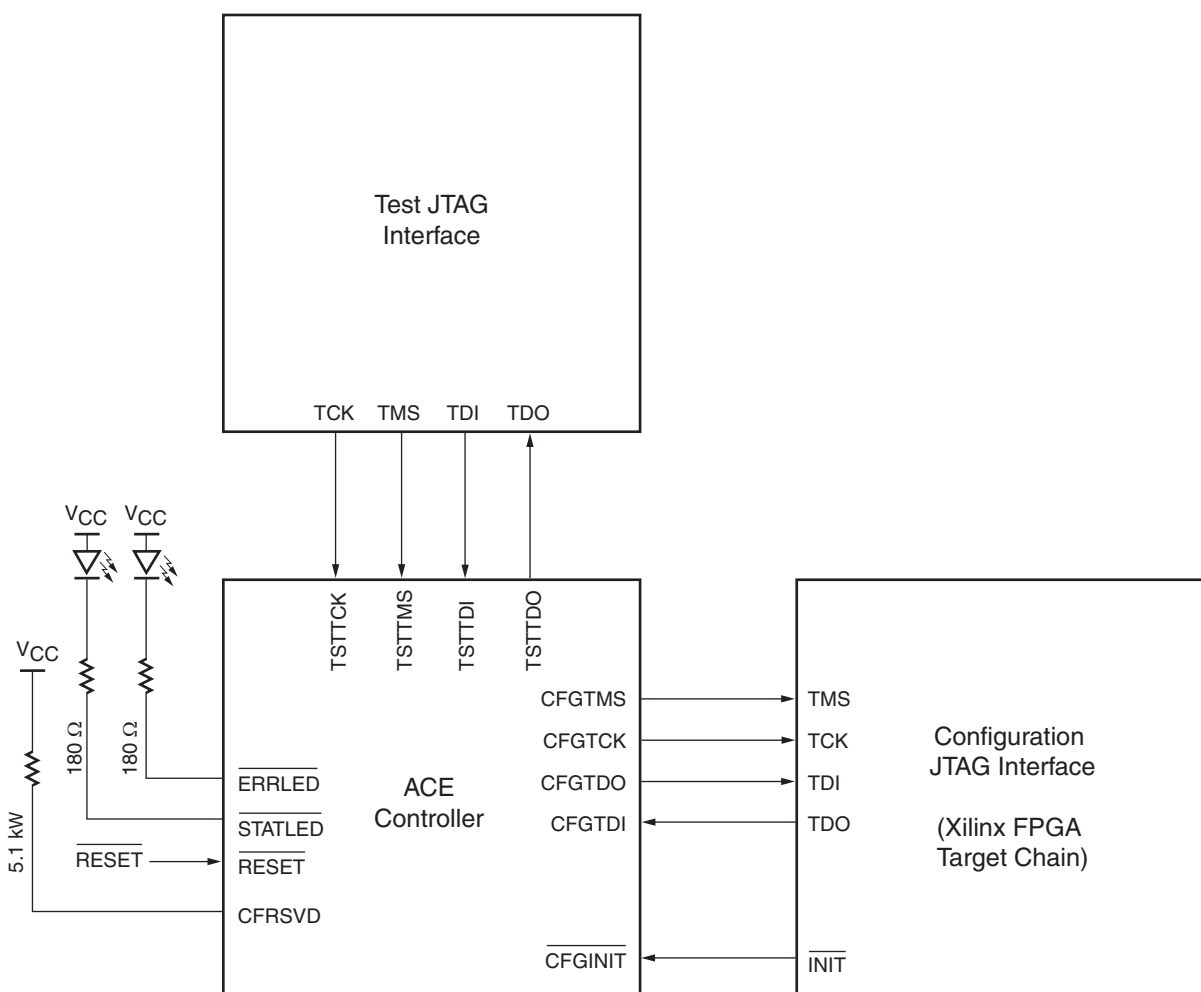 Test JTAG
Interface
TCK TMS TDI TDO
VCC VCC
TSTTCK
TSTTMS
TSTTDI
TSTTDO
VCC
180 Ω
180 Ω
5.1 kW
ERRLED
STATLED
RESET
RESET
CFRSVD
ACE
Controller
CFGTMS
CFGTCK
CFGTDO
CFGTDI
CFGINIT
TMS
TCK
TDI
TDO
INIT
Configuration
JTAG Interface
(Xilinx FPGA
Target Chain)